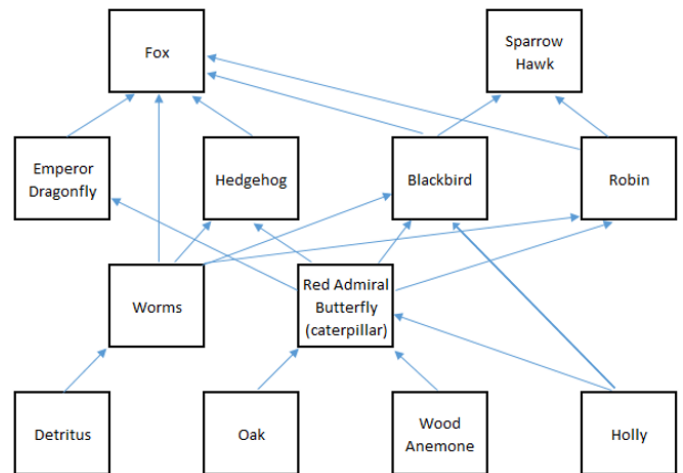 Fox
Sparrow
Hawk
Emperor
Dragonfly
Hedgehog
Blackbird
Robin
Worms
Red Admiral
Butterfly
(caterpillar)
Detritus
Oak
Wood
Anemone
Holly